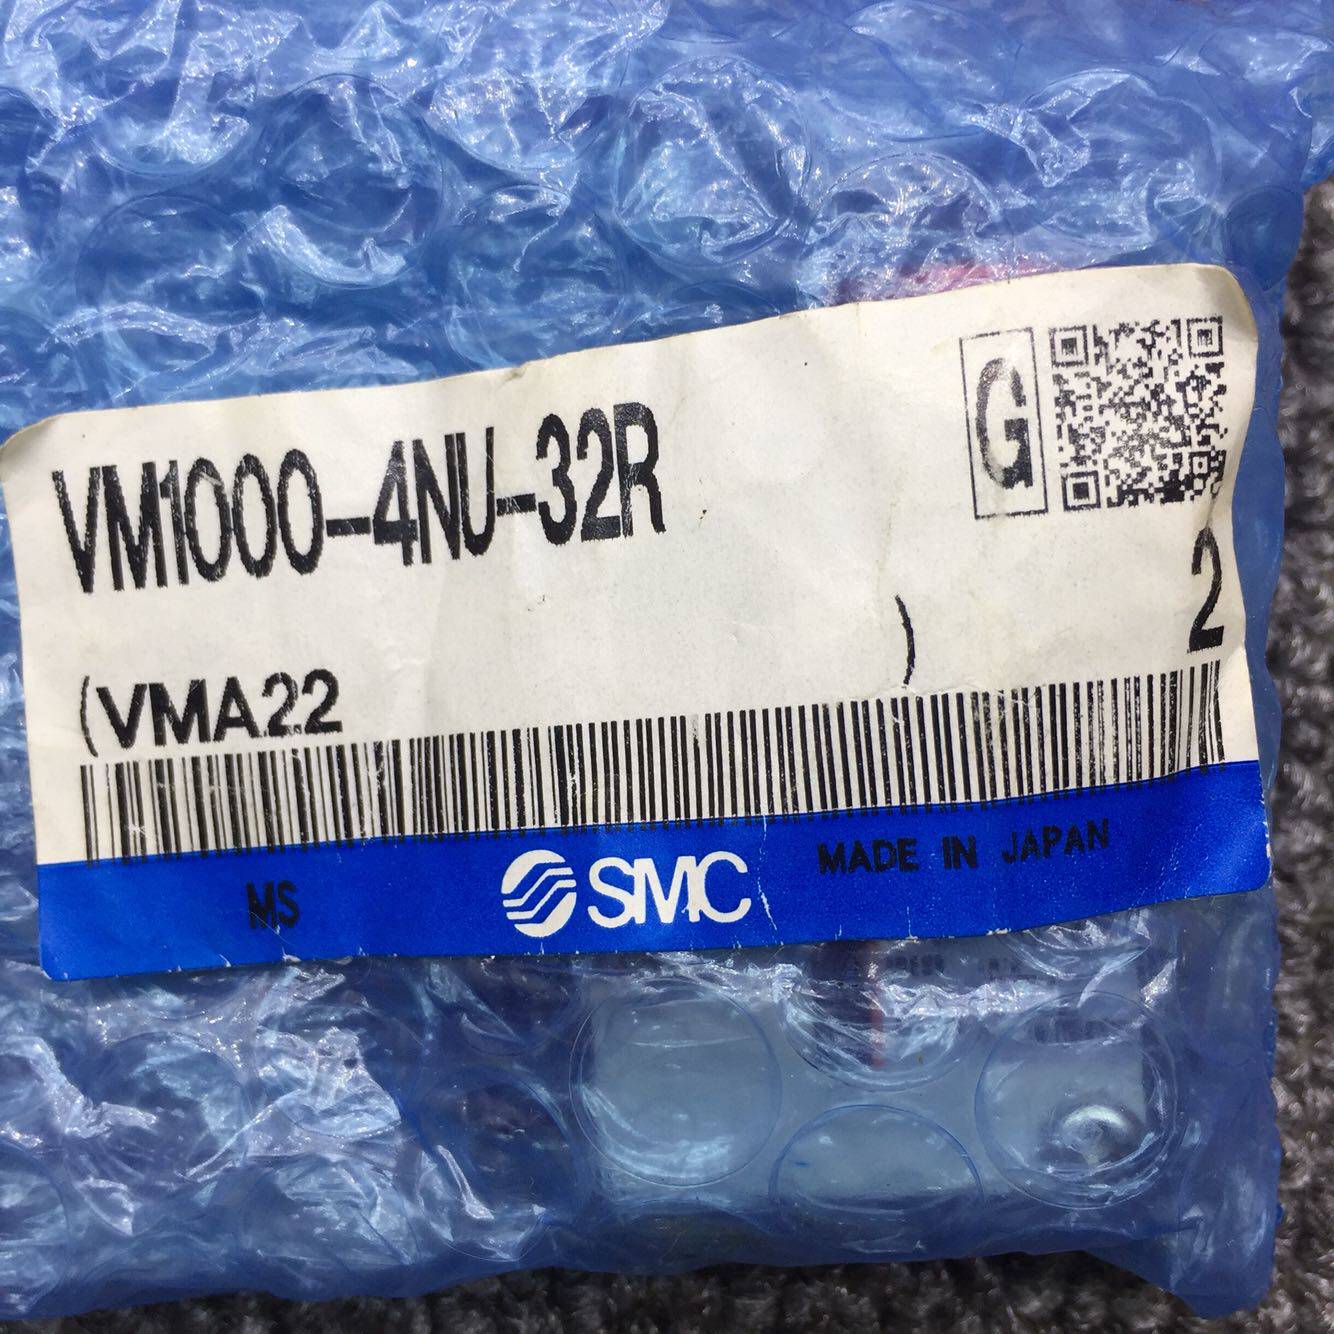 G
VM1000-4NU-32R
2
(VMA22 )
MS SMC MADE IN JAPAN